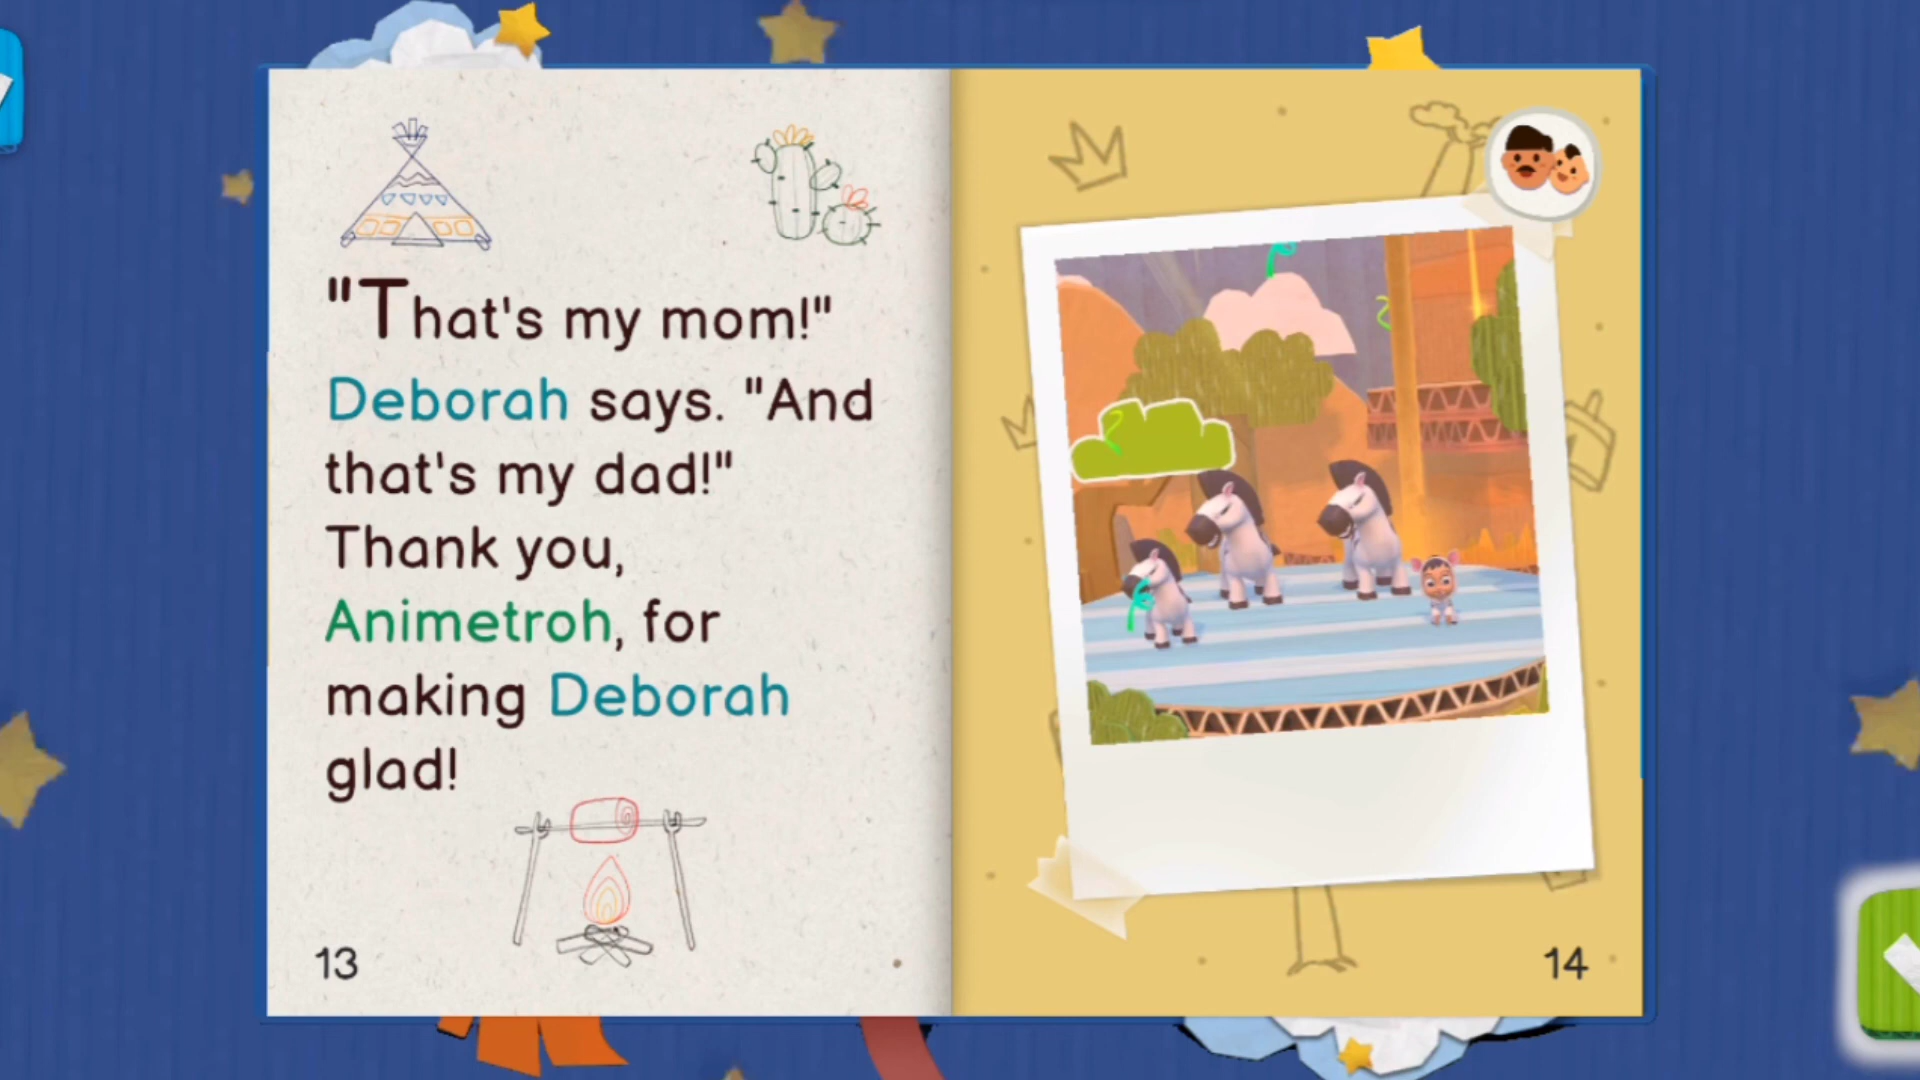 "That's my mom!"
Deborah says. "And
that's my dad!"
Thank you,
Animetroh, for
making Deborah
glad!
13
14